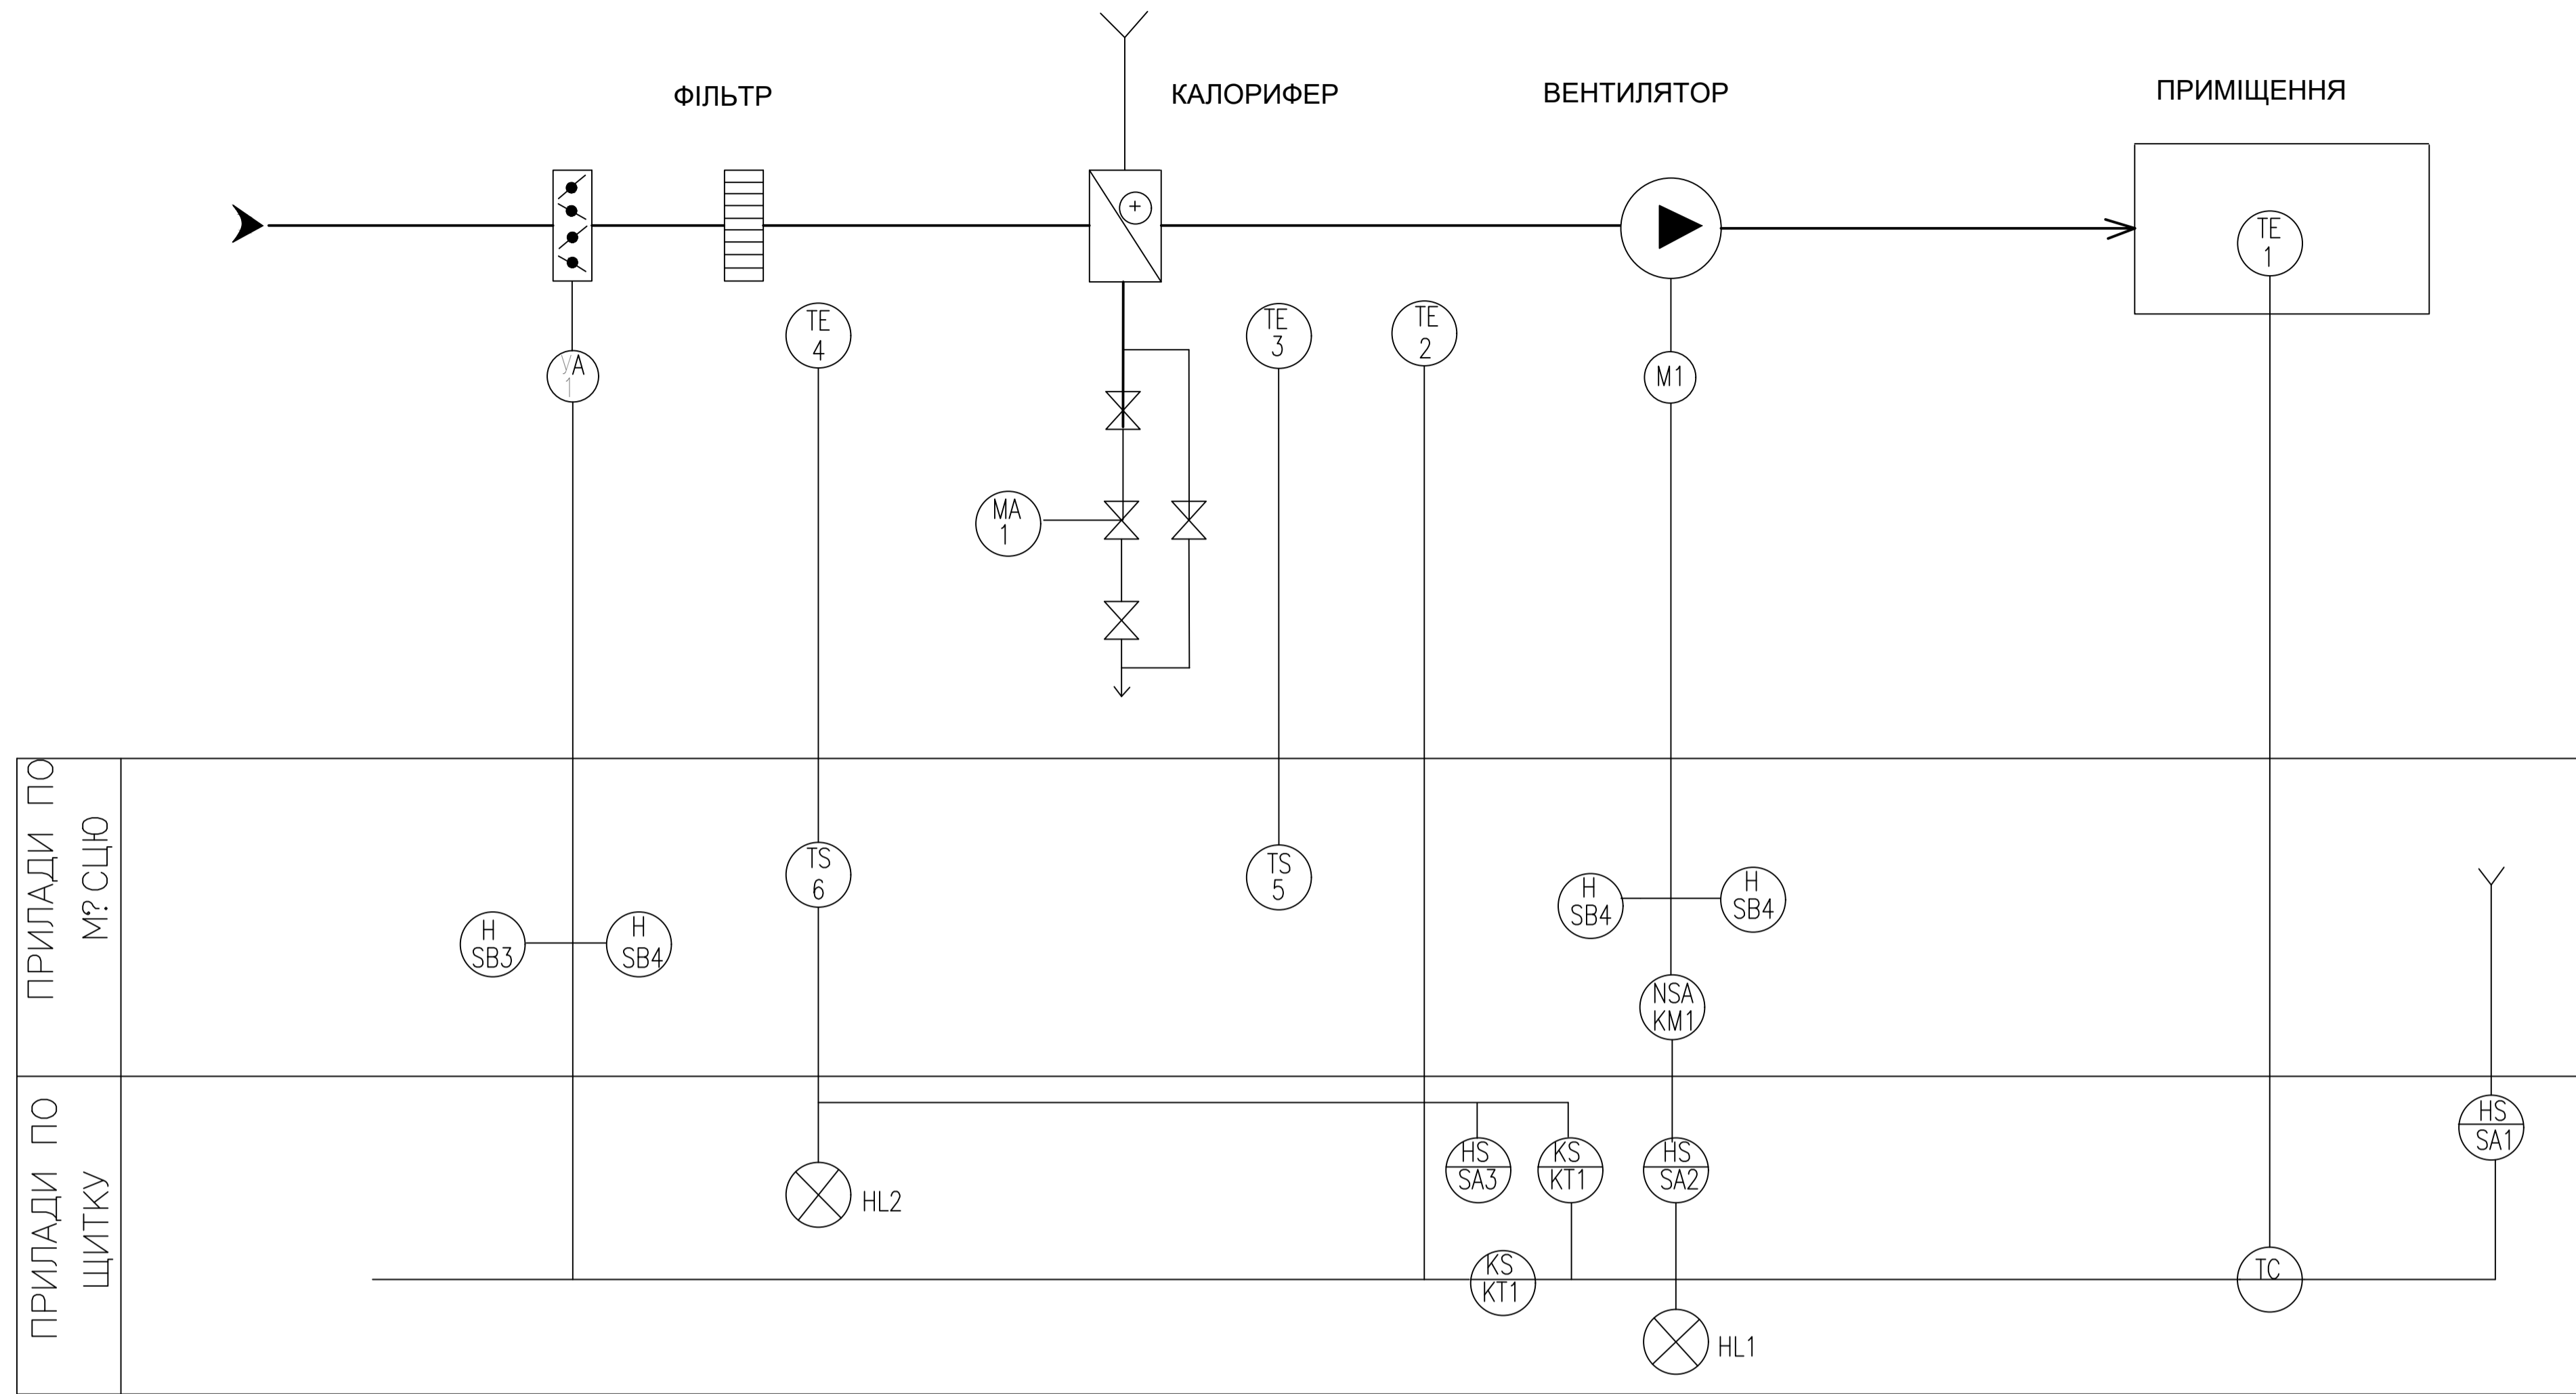 ФІЛЬТР
КАЛОРИФЕР
ВЕНТИЛЯТОР
ПРИМІЩЕННЯ
TE
1
TE
4
TE
3
TE
2
УА
1
M1
MA
1
ПРИЛАДИ ПО
М?СЦЮ
TS
6
TS
5
H
SB3
H
SB4
H
SB4
H
SB4
NSA
KM1
ПРИЛАДИ ПО
ЩИТКУ
HL2
HS
SA3
KS
KT1
HS
SA2
HS
SA1
KS
KT1
TC
HL1